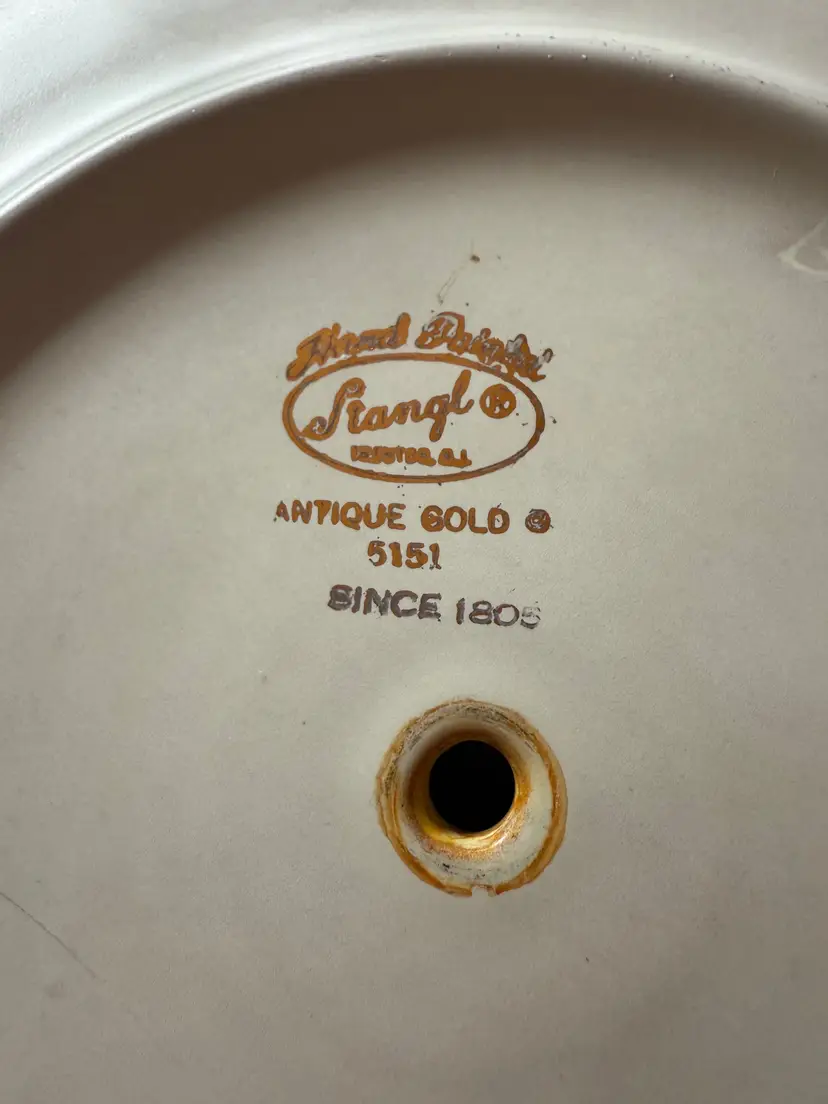 Hand Painted
Stangl ®
ANTIQUE GOLD ©
5151
SINCE 1805